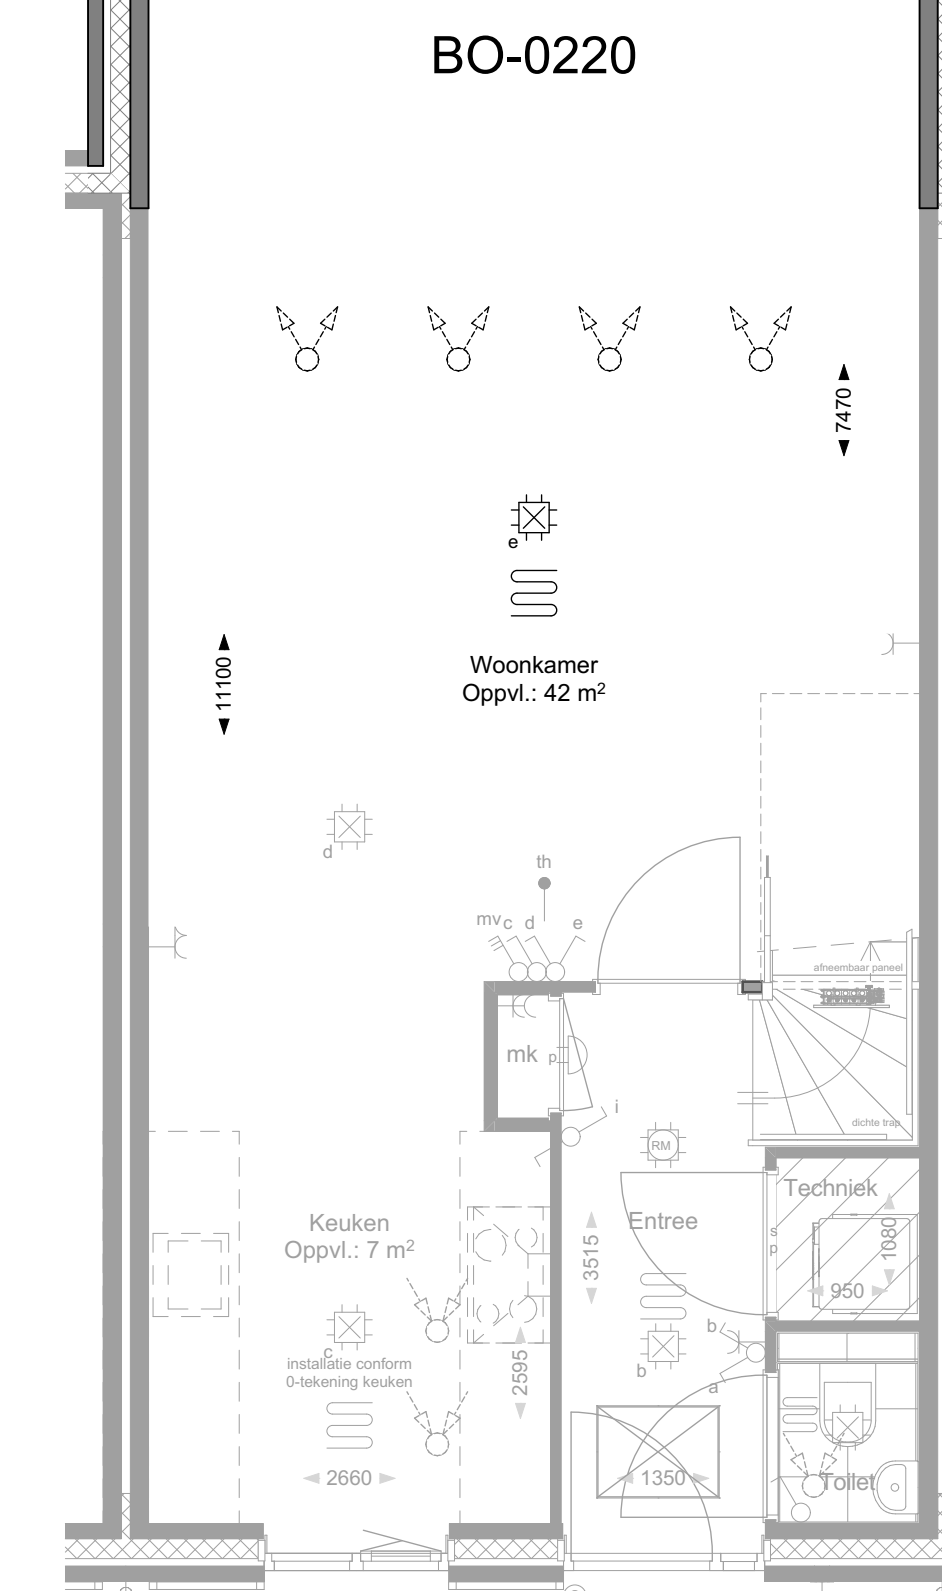 BO-0220
7470
e
11100
Woonkamer
Oppvl.: 42 m²
d
th
mv c d e
afneembaar paneel
mk p
i
dichte trap
RM
Techniek
Keuken
Oppvl.: 7 m²
Entree
s
p
3515
1080
950
c
installatie conform
0-tekening keuken
2595
b
b
a
2660
1350
Toilet